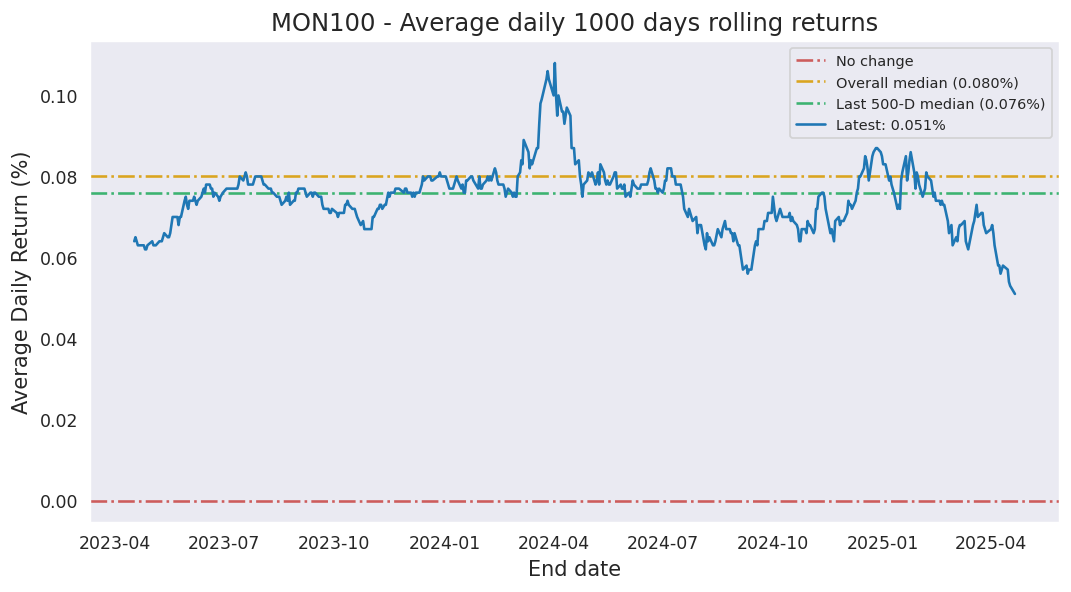 MON100 - Average daily 1000 days rolling returns
No change
Overall median (0.080%)
Last 500-D median (0.076%)
Latest: 0.051%
Average Daily Return (%)
0.10
0.08
0.06
0.04
0.02
0.00
2023-04 2023-07 2023-10 2024-01 2024-04 2024-07 2024-10 2025-01 2025-04
End date